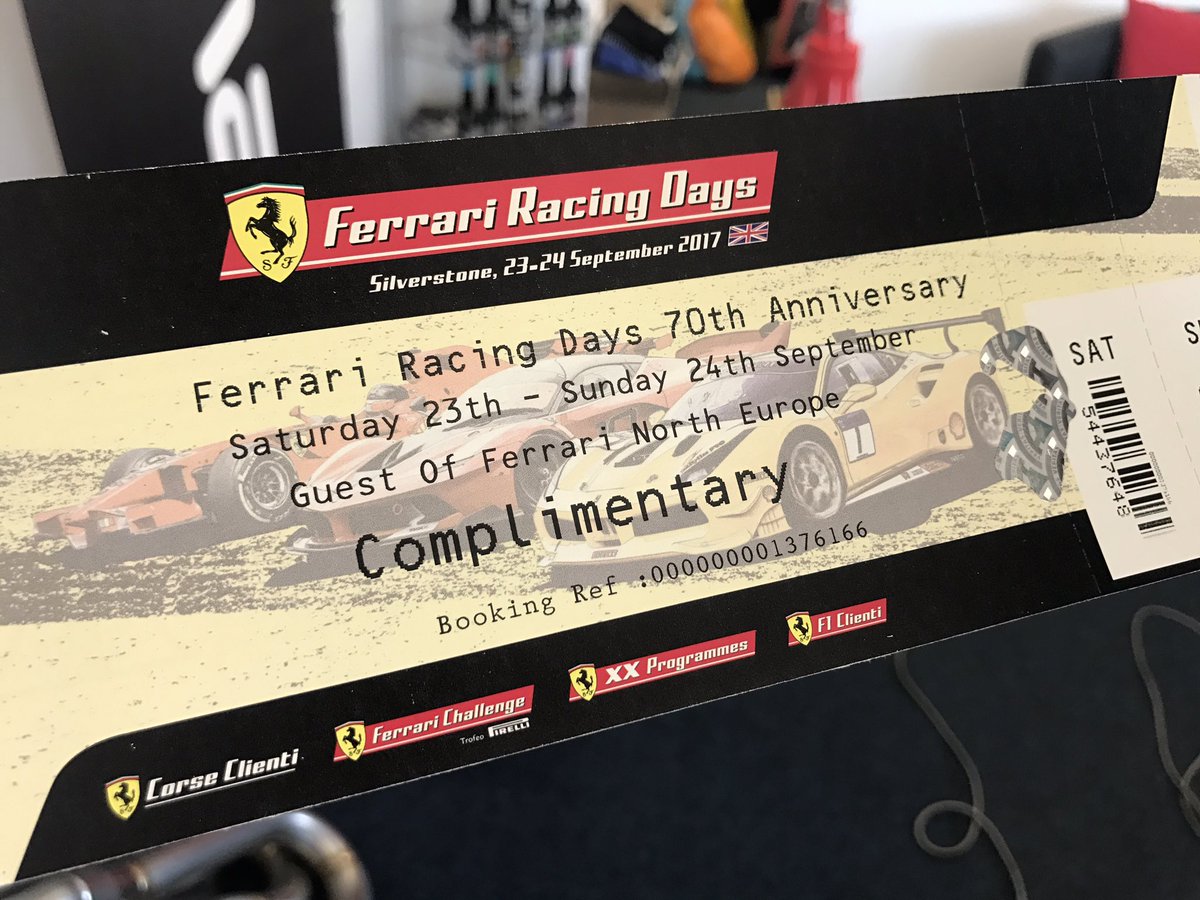 Ferrari Racing Days
Silverstone, 23-24 September 2017
S F
Ferrari Racing Days 70th Anniversary
Saturday 23th - Sunday 24th September
Guest Of Ferrari North Europe
Complimentary
Booking Ref :000000001376166
1
SAT
54437648
Corse Clienti
Ferrari Challenge
Trofeo PIRELLI
XX Programmes
F1 Clienti